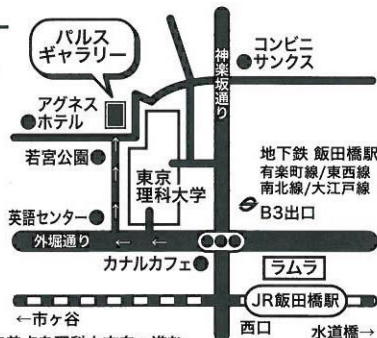 パルス
ギャラリー
コンビニ
サンクス
神楽坂通り
アグネス
ホテル
若宮公園
東京
理科大学
地下鉄 飯田橋駅
有楽町線/東西線
南北線/大江戸線
B3出口
英語センター
外堀通り
カナルカフェ
ラムラ
JR飯田橋駅
←市ヶ谷
西口
水道橋→